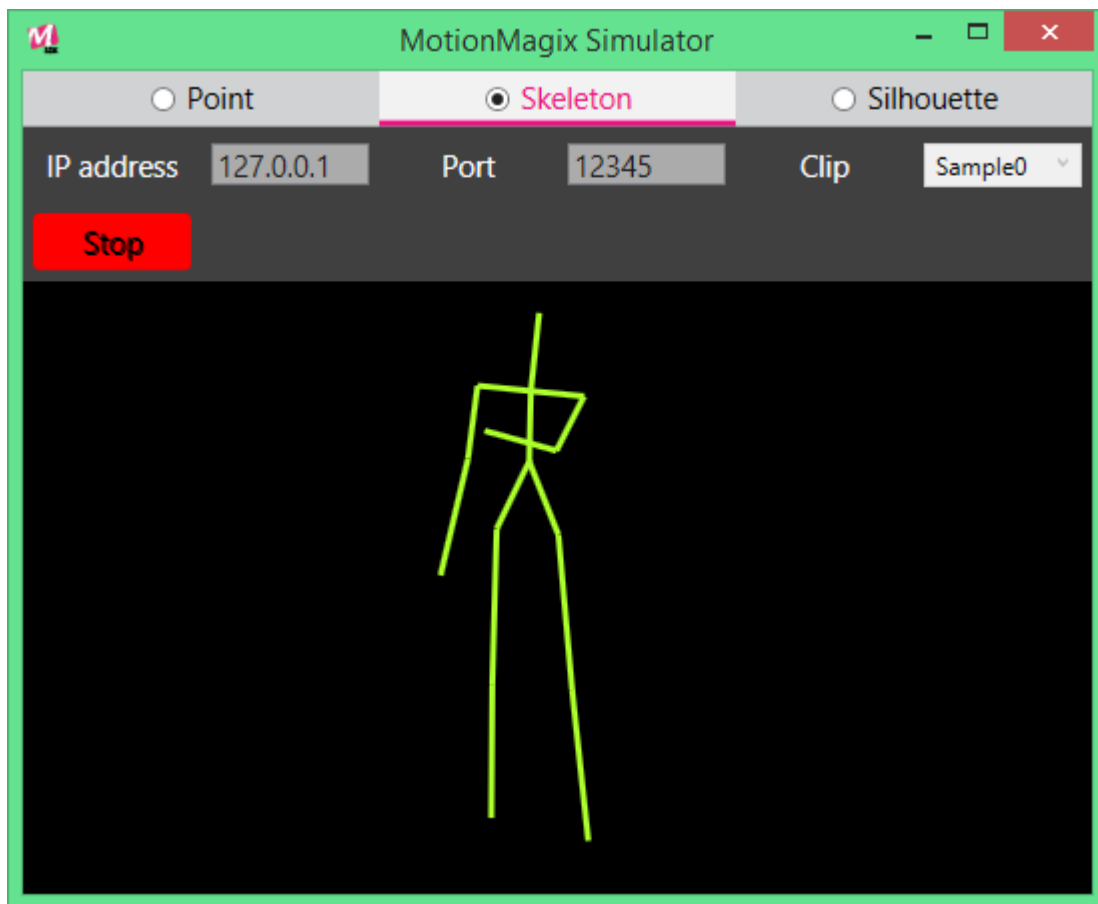 MotionMagix Simulator
Point Skeleton Silhouette
IP address 127.0.0.1 Port 12345 Clip Sample0
Stop